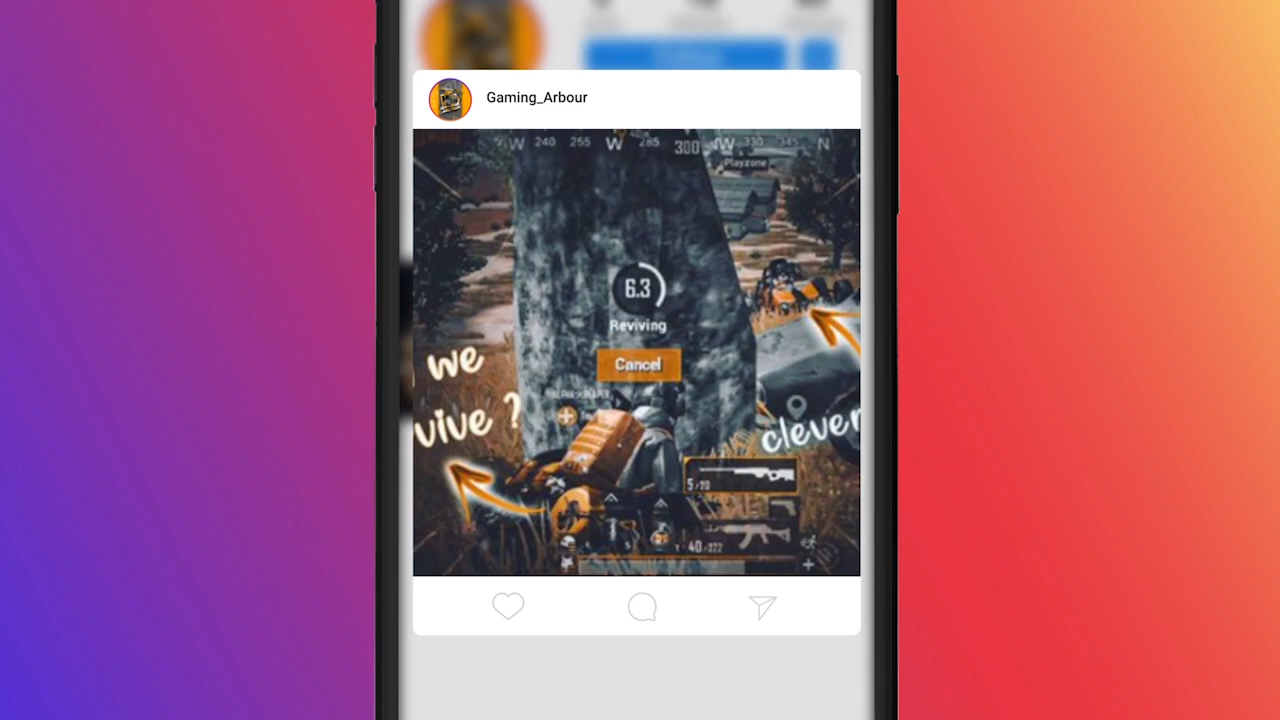 Gaming_Arbour
W 240 255 W 285 300 NW 330 345 N
Playzone
6.3
Reviving
we
Cancel
vive ?
clever
5/20
40/222